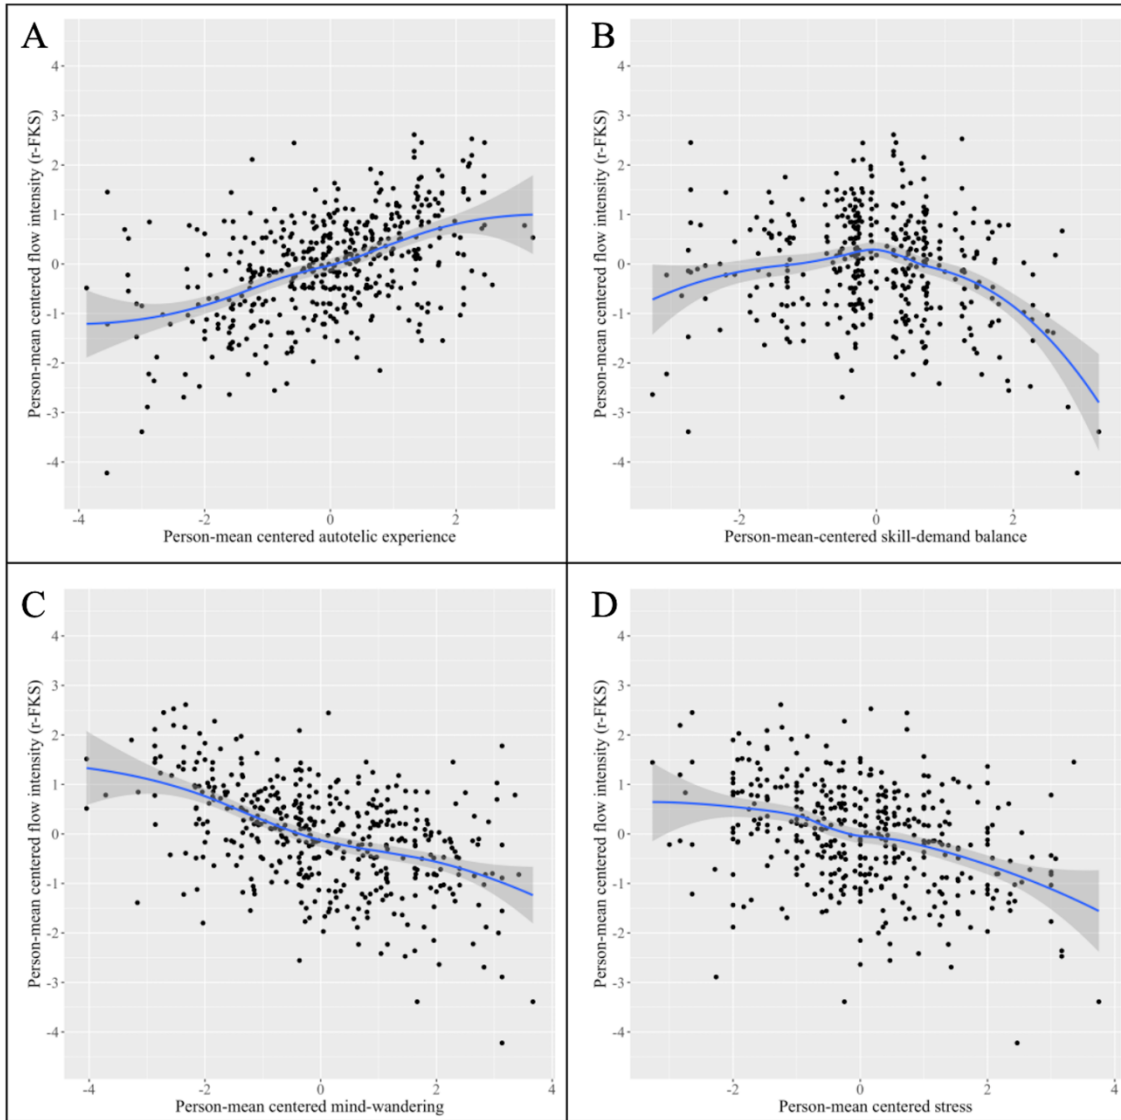 A
4
3
2
1
0
-1
-2
-3
-4
Person-mean centered flow intensity (r-FKS)
-4 -2 0 2
Person-mean centered autotelic experience
B
4
3
2
1
0
-1
-2
-3
-4
Person-mean centered flow intensity (r-FKS)
-2 0 2
Person-mean-centered skill-demand balance
C
4
3
2
1
0
-1
-2
-3
-4
Person-mean centered flow intensity (r-FKS)
-4 -2 0 2 4
Person-mean centered mind-wandering
D
4
3
2
1
0
-1
-2
-3
-4
Person-mean centered flow intensity (r-FKS)
-2 0 2 4
Person-mean centered stress